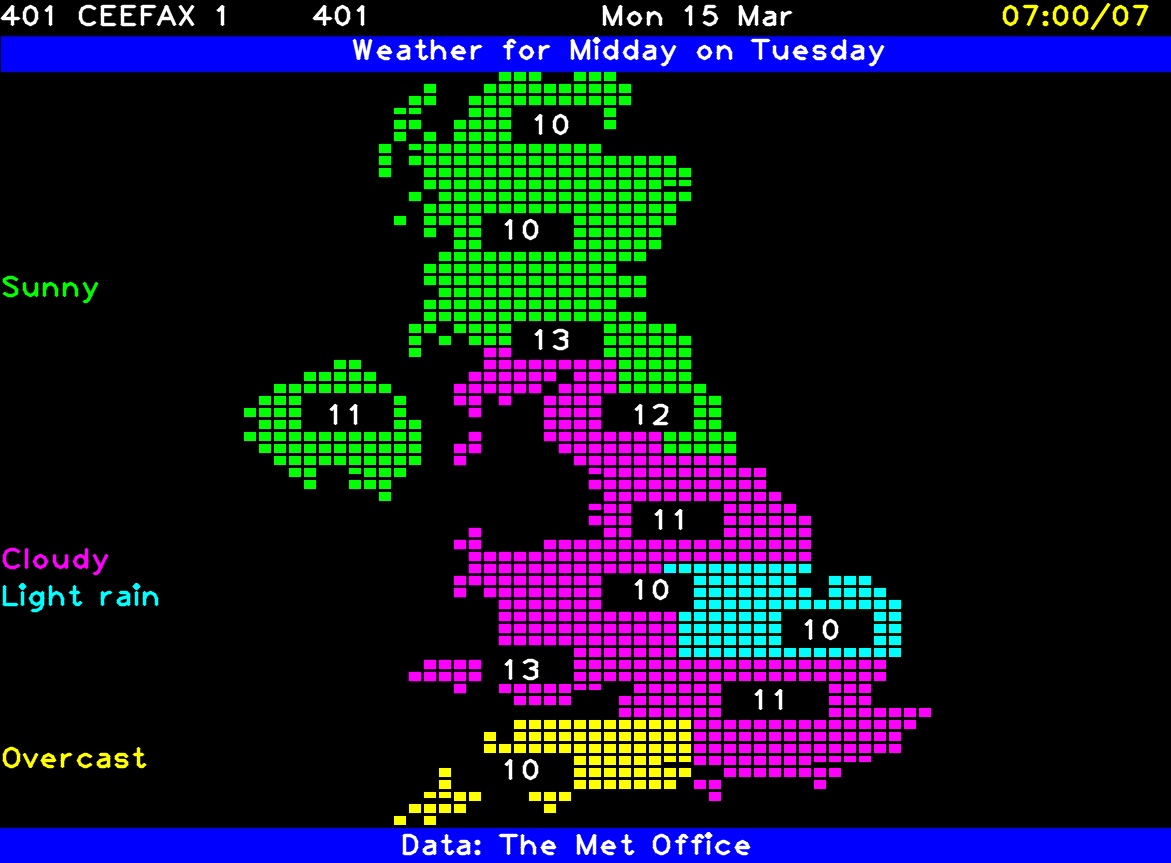 401 CEEFAX 1 401 Mon 15 Mar 07:00/07
Weather for Midday on Tuesday
10
10
Sunny
13
11 12
11
Cloudy
10
Light rain
10
13
11
Overcast
10
Data: The Met Office